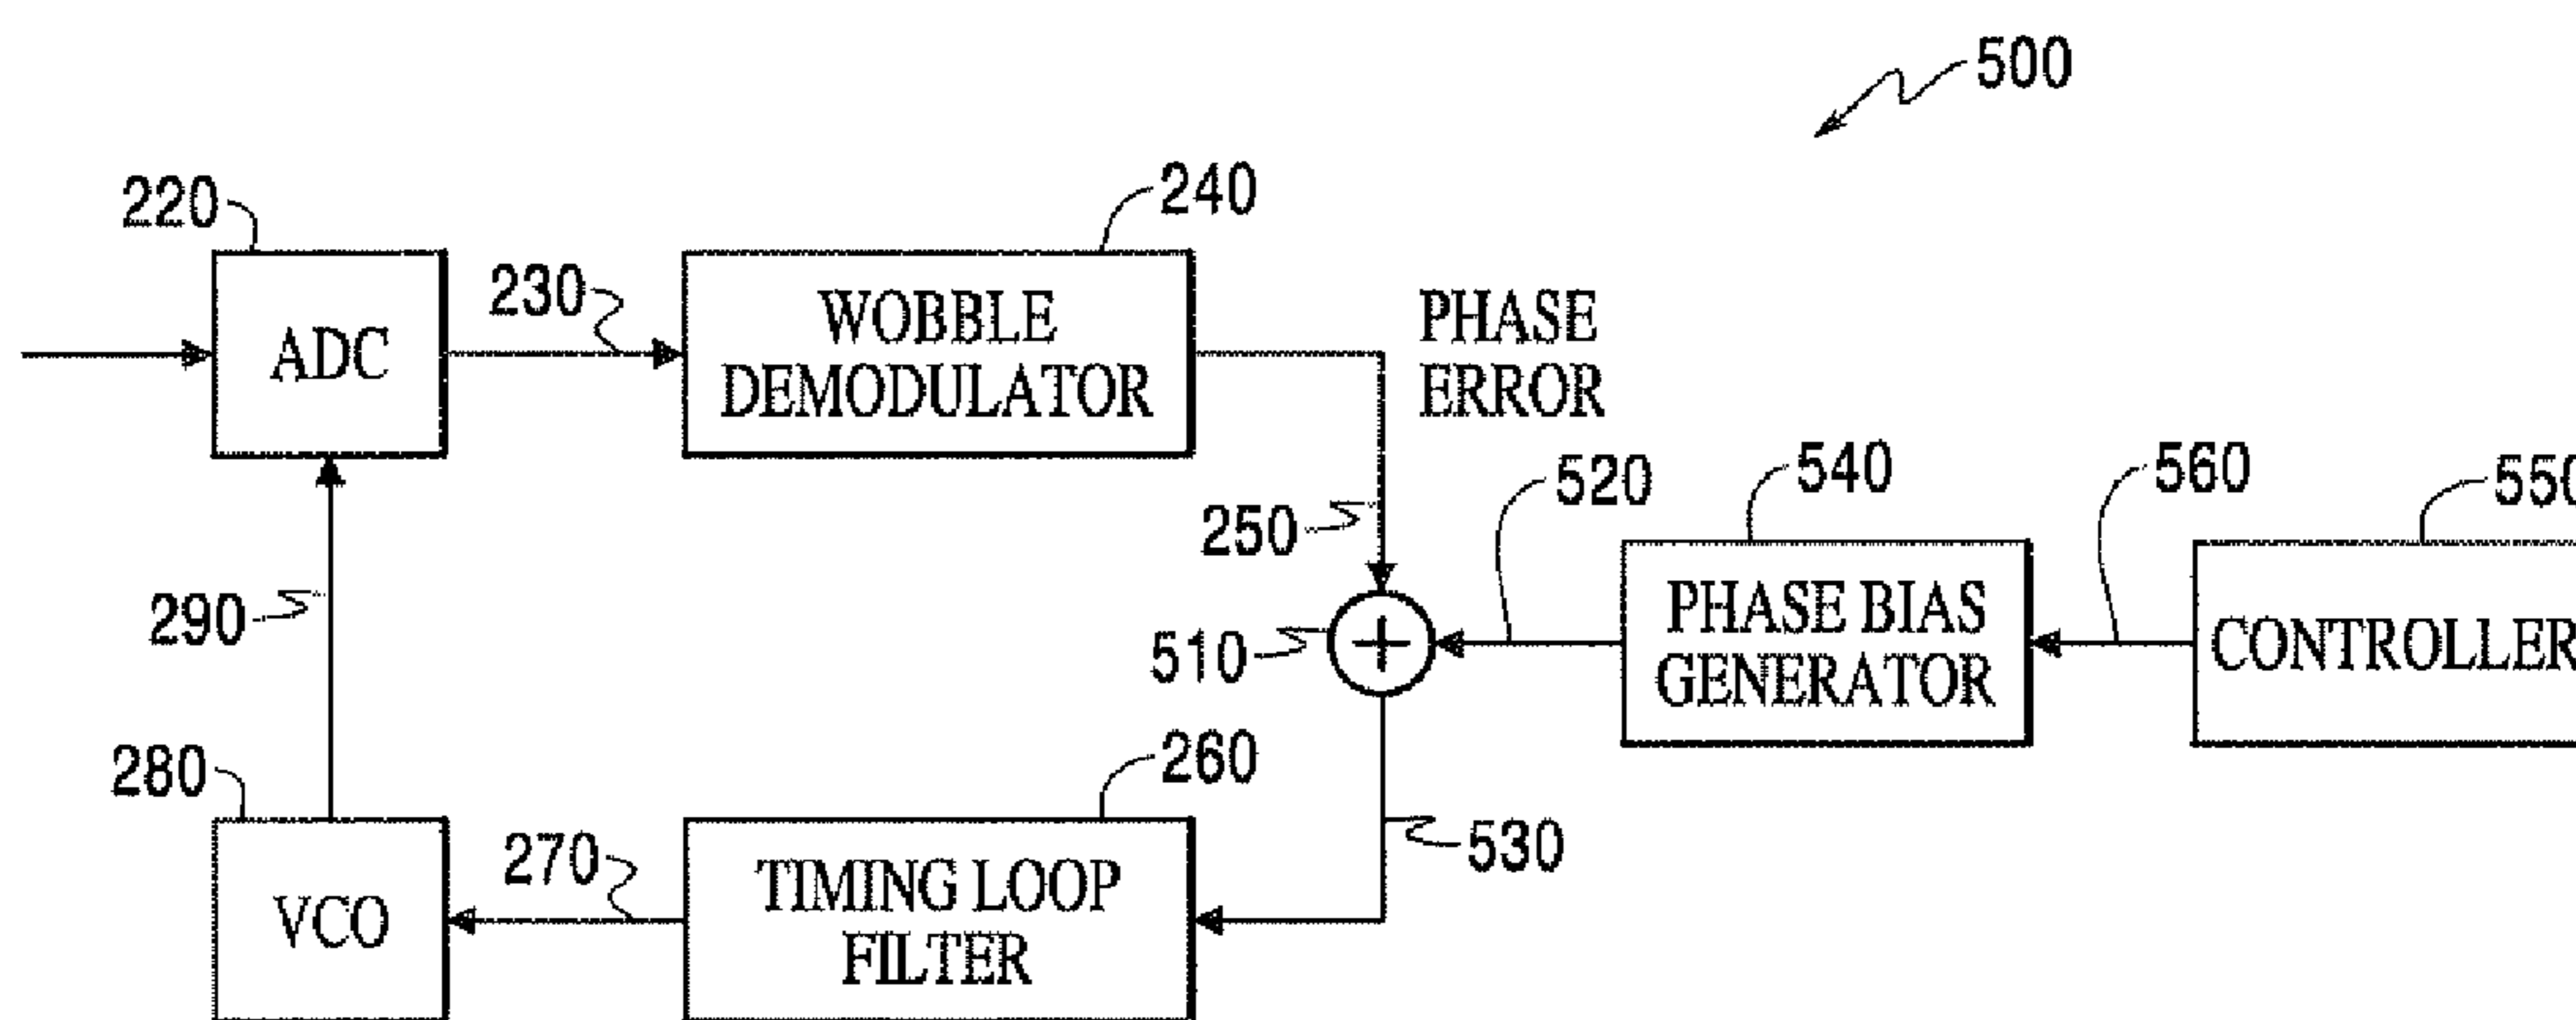 500
220
240
230
ADC
WOBBLE
DEMODULATOR
PHASE
ERROR
250
520
540
560
550
290
510
PHASE BIAS
GENERATOR
CONTROLLER
280
270
260
530
VCO
TIMING LOOP
FILTER